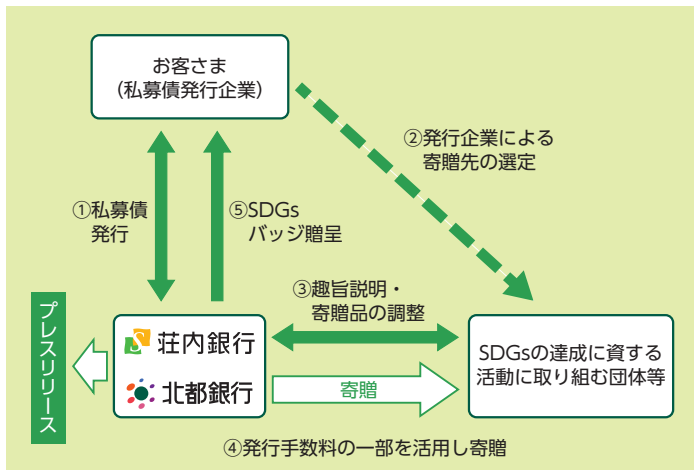 お客さま
（私募債発行企業）
②発行企業による
寄贈先の選定
①私募債
発行
⑤SDGs
バッジ贈呈
③趣旨説明・
寄贈品の調整
プレスリリース
荘内銀行
北都銀行
SDGsの達成に資する
活動に取り組む団体等
寄贈
④発行手数料の一部を活用し寄贈